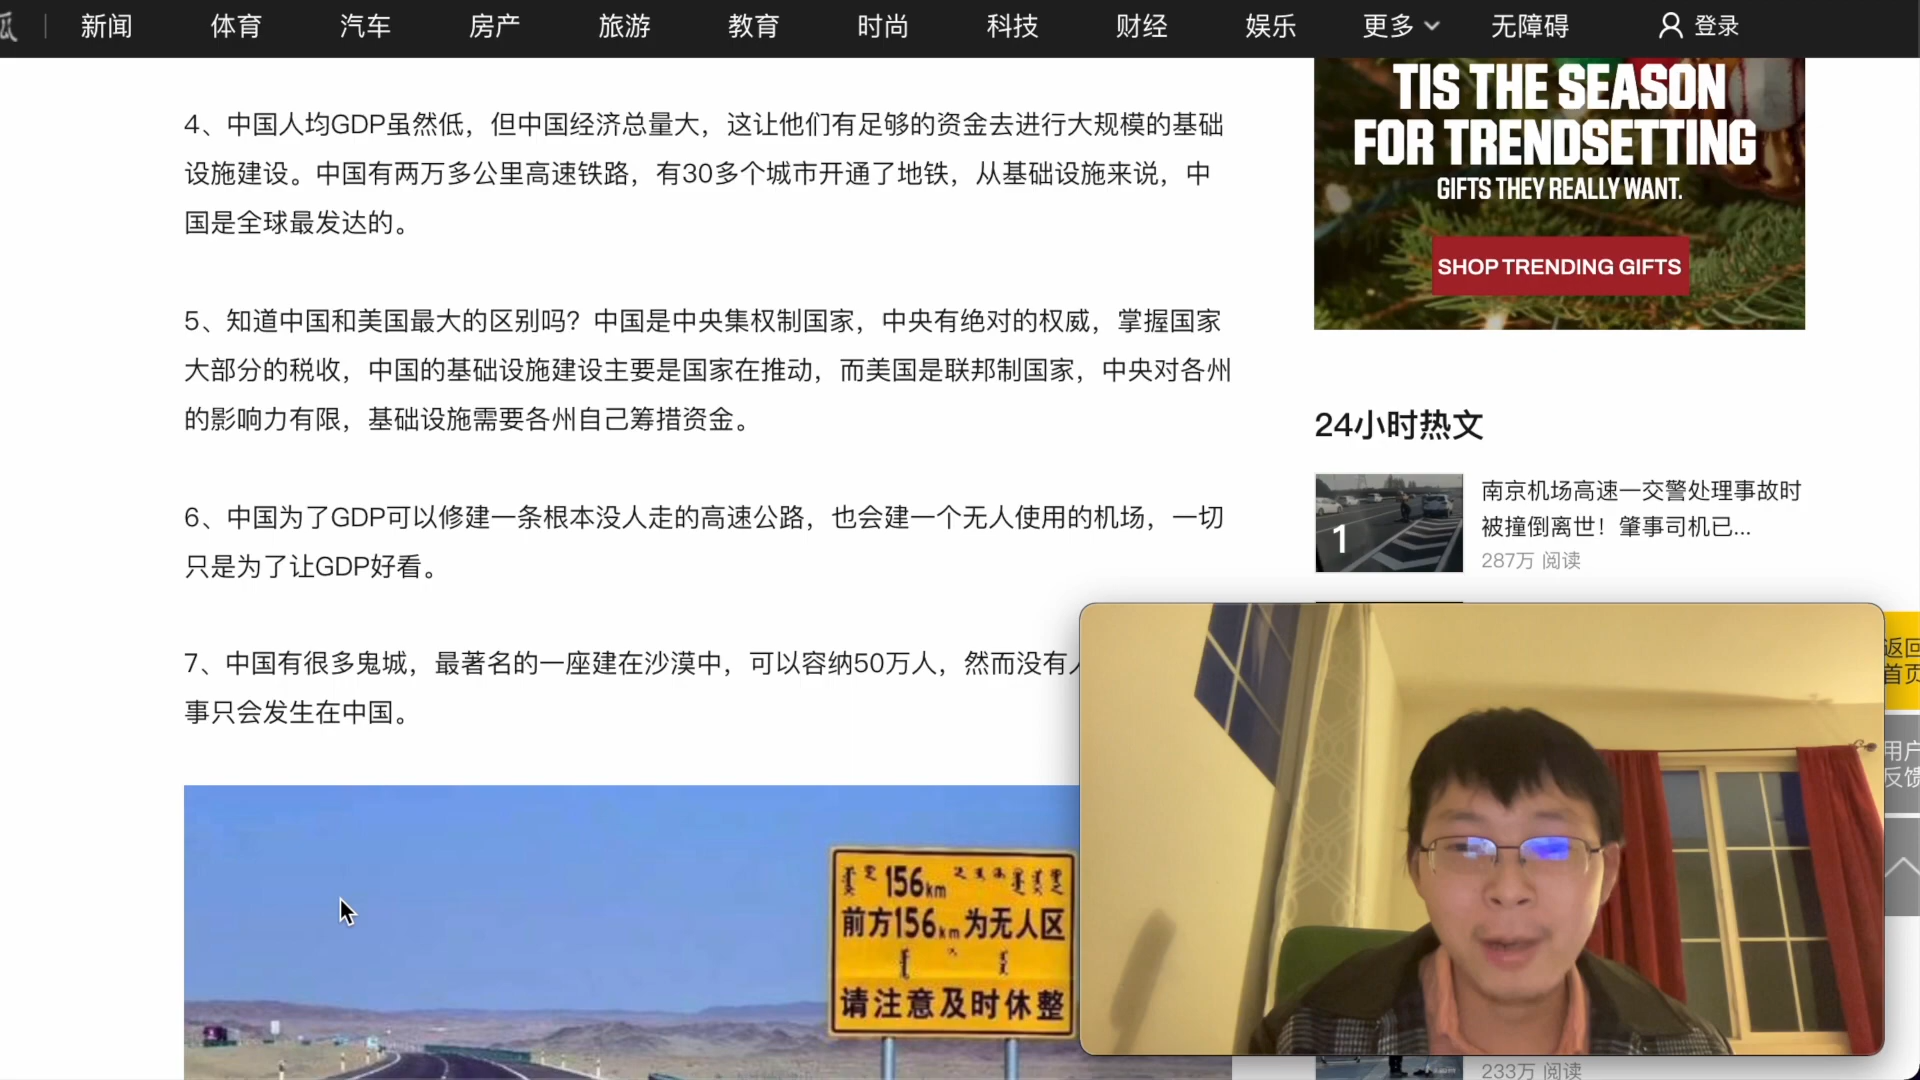 新闻 体育 汽车 房产 旅游 教育 时尚 科技 财经 娱乐 更多 无障碍 登录
4、中国人均GDP虽然低，但中国经济总量大，这让他们有足够的资金去进行大规模的基础
设施建设。中国有两万多公里高速铁路，有30多个城市开通了地铁，从基础设施来说，中
国是全球最发达的。
5、知道中国和美国最大的区别吗？中国是中央集权制国家，中央有绝对的权威，掌握国家
大部分的税收，中国的基础设施建设主要是国家在推动，而美国是联邦制国家，中央对各州
的影响力有限，基础设施需要各州自己筹措资金。
6、中国为了GDP可以修建一条根本没人走的高速公路，也会建一个无人使用的机场，一切
只是为了让GDP好看。
7、中国有很多鬼城，最著名的一座建在沙漠中，可以容纳50万人，然而没有
事只会发生在中国。
156km
前方156km为无人区
请注意及时休整
TIS THE SEASON
FOR TRENDSETTING
GIFTS THEY REALLY WANT.
SHOP TRENDING GIFTS
24小时热文
1
南京机场高速一交警处理事故时
被撞倒离世！肇事司机已...
287万 阅读
233万 阅读
返回
首页
用户
反馈